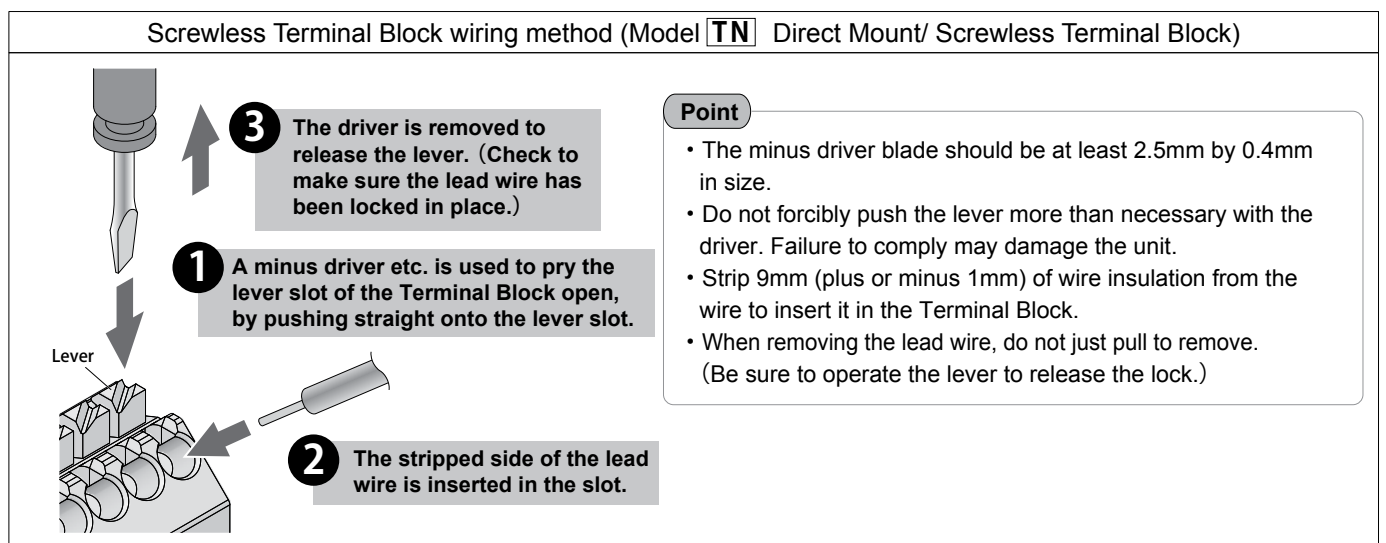 Screwless Terminal Block wiring method (Model TN Direct Mount/ Screwless Terminal Block)
3
The driver is removed to
release the lever.（Check to
make sure the lead wire has
been locked in place.）
1
A minus driver etc. is used to pry the
lever slot of the Terminal Block open,
by pushing straight onto the lever slot.
Lever
2
The stripped side of the lead
wire is inserted in the slot.
Point
・The minus driver blade should be at least 2.5mm by 0.4mm
in size.
・Do not forcibly push the lever more than necessary with the
driver. Failure to comply may damage the unit.
・Strip 9mm (plus or minus 1mm) of wire insulation from the
wire to insert it in the Terminal Block.
・When removing the lead wire, do not just pull to remove.
（Be sure to operate the lever to release the lock.）